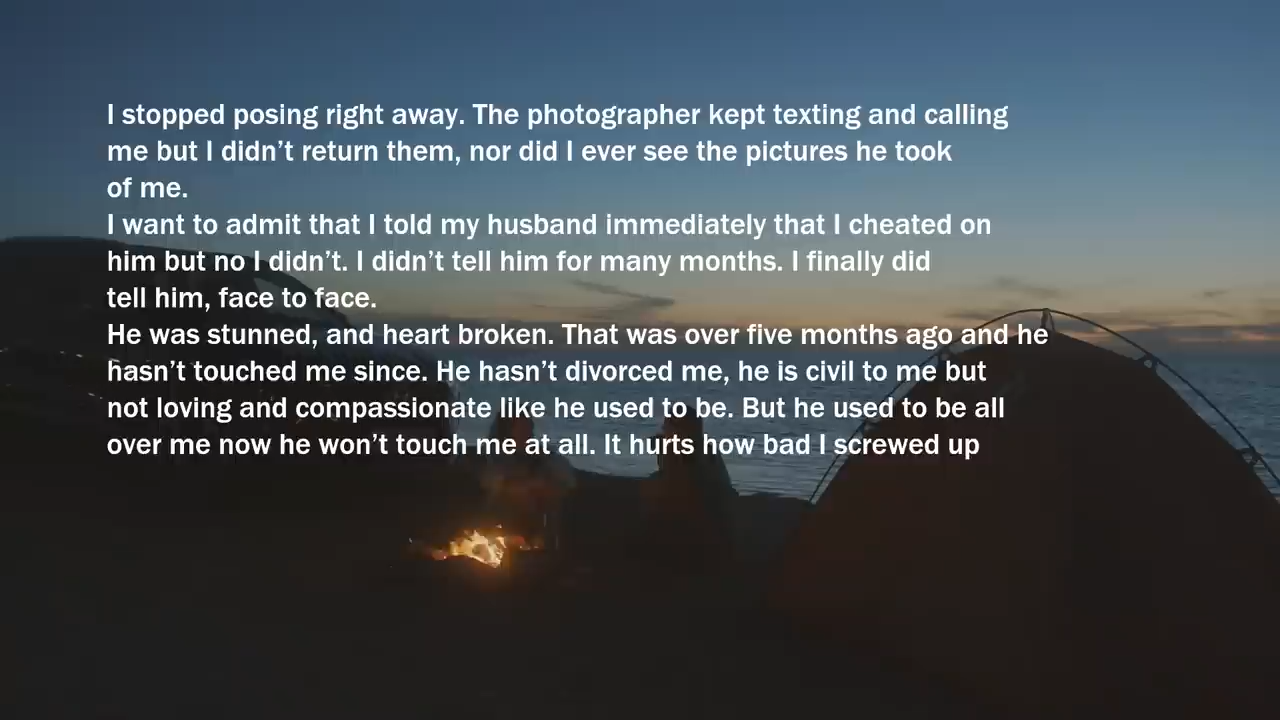 I stopped posing right away. The photographer kept texting and calling
me but I didn’t return them, nor did I ever see the pictures he took
of me.
I want to admit that I told my husband immediately that I cheated on
him but no I didn’t. I didn’t tell him for many months. I finally did
tell him, face to face.
He was stunned, and heart broken. That was over five months ago and he
hasn’t touched me since. He hasn’t divorced me, he is civil to me but
not loving and compassionate like he used to be. But he used to be all
over me now he won’t touch me at all. It hurts how bad I screwed up